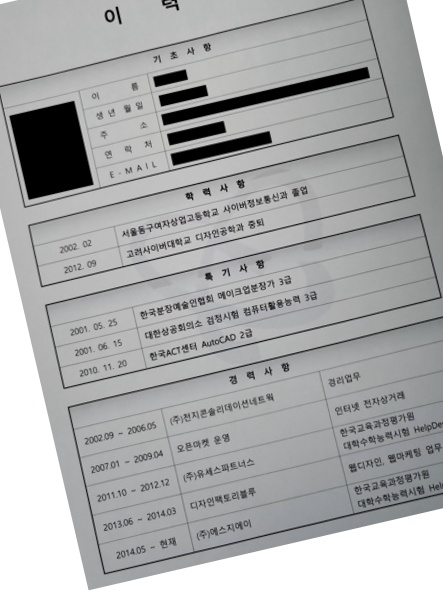 이 력
기 초 사 항
이 름
생 년 월 일
주 소
연 락 처
E - M A I L
학 력 사 항
2002. 02 서울동구여자상업고등학교 사이버정보통신과 졸업
2012. 09 고려사이버대학교 디자인공학과 중퇴
특 기 사 항
2001. 05. 25 한국분장예술인협회 메이크업분장가 3급
2001. 06. 15 대한상공회의소 검정시험 컴퓨터활용능력 3급
2010. 11. 20 한국ACT센터 AutoCAD 2급
경 력 사 항
2002.09 ~ 2006.05 (주)천지콘솔리데이션네트웍 경리업무
2007.01 ~ 2009.04 오픈마켓 운영 인터넷 전자상거래
2011.10 ~ 2012.12 (주)유세스파트너스 한국교육과정평가원
대학수학능력시험 HelpDes
2013.06 ~ 2014.03 디자인팩토리블루 웹디자인, 웹마케팅 업무
2014.05 ~ 현재 (주)에스지에이 한국교육과정평가원
대학수학능력시험 Hel